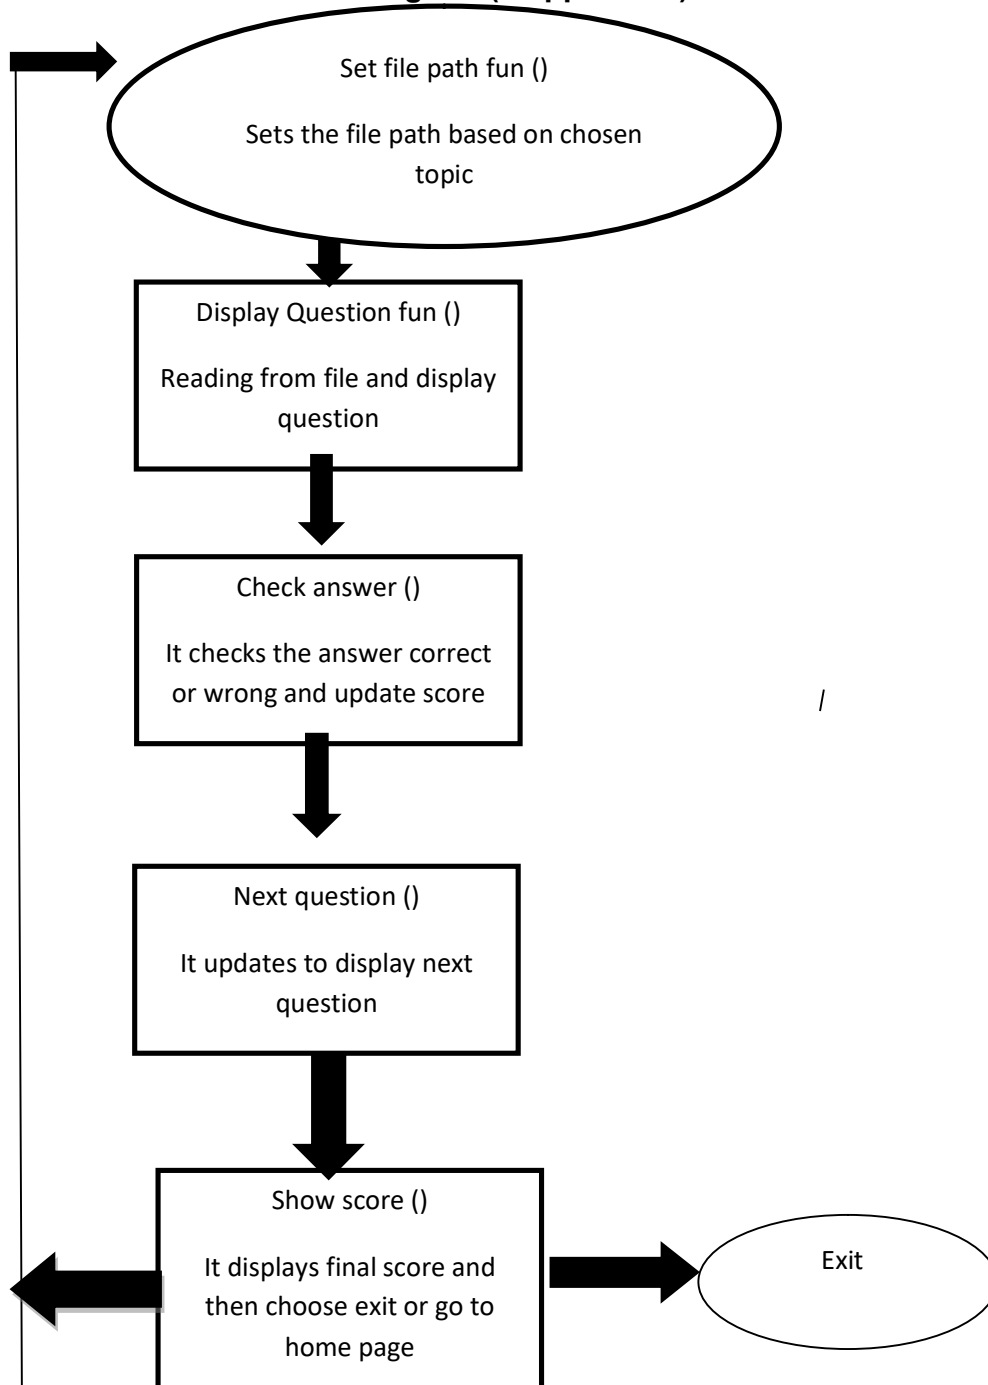 Set file path fun ()
Sets the file path based on chosen
topic
Display Question fun ()
Reading from file and display
question
Check answer ()
It checks the answer correct
or wrong and update score
/
Next question ()
It updates to display next
question
Show score ()
It displays final score and
then choose exit or go to
home page
Exit